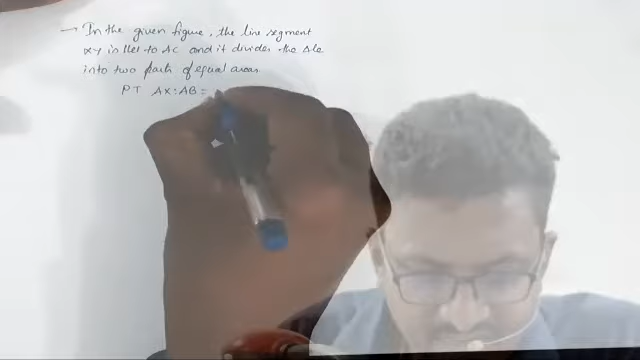 → In the given figure, the line segment
XY is llel to AC and it divides the Δle
into two parts of equal areas.
PT AX:AB =